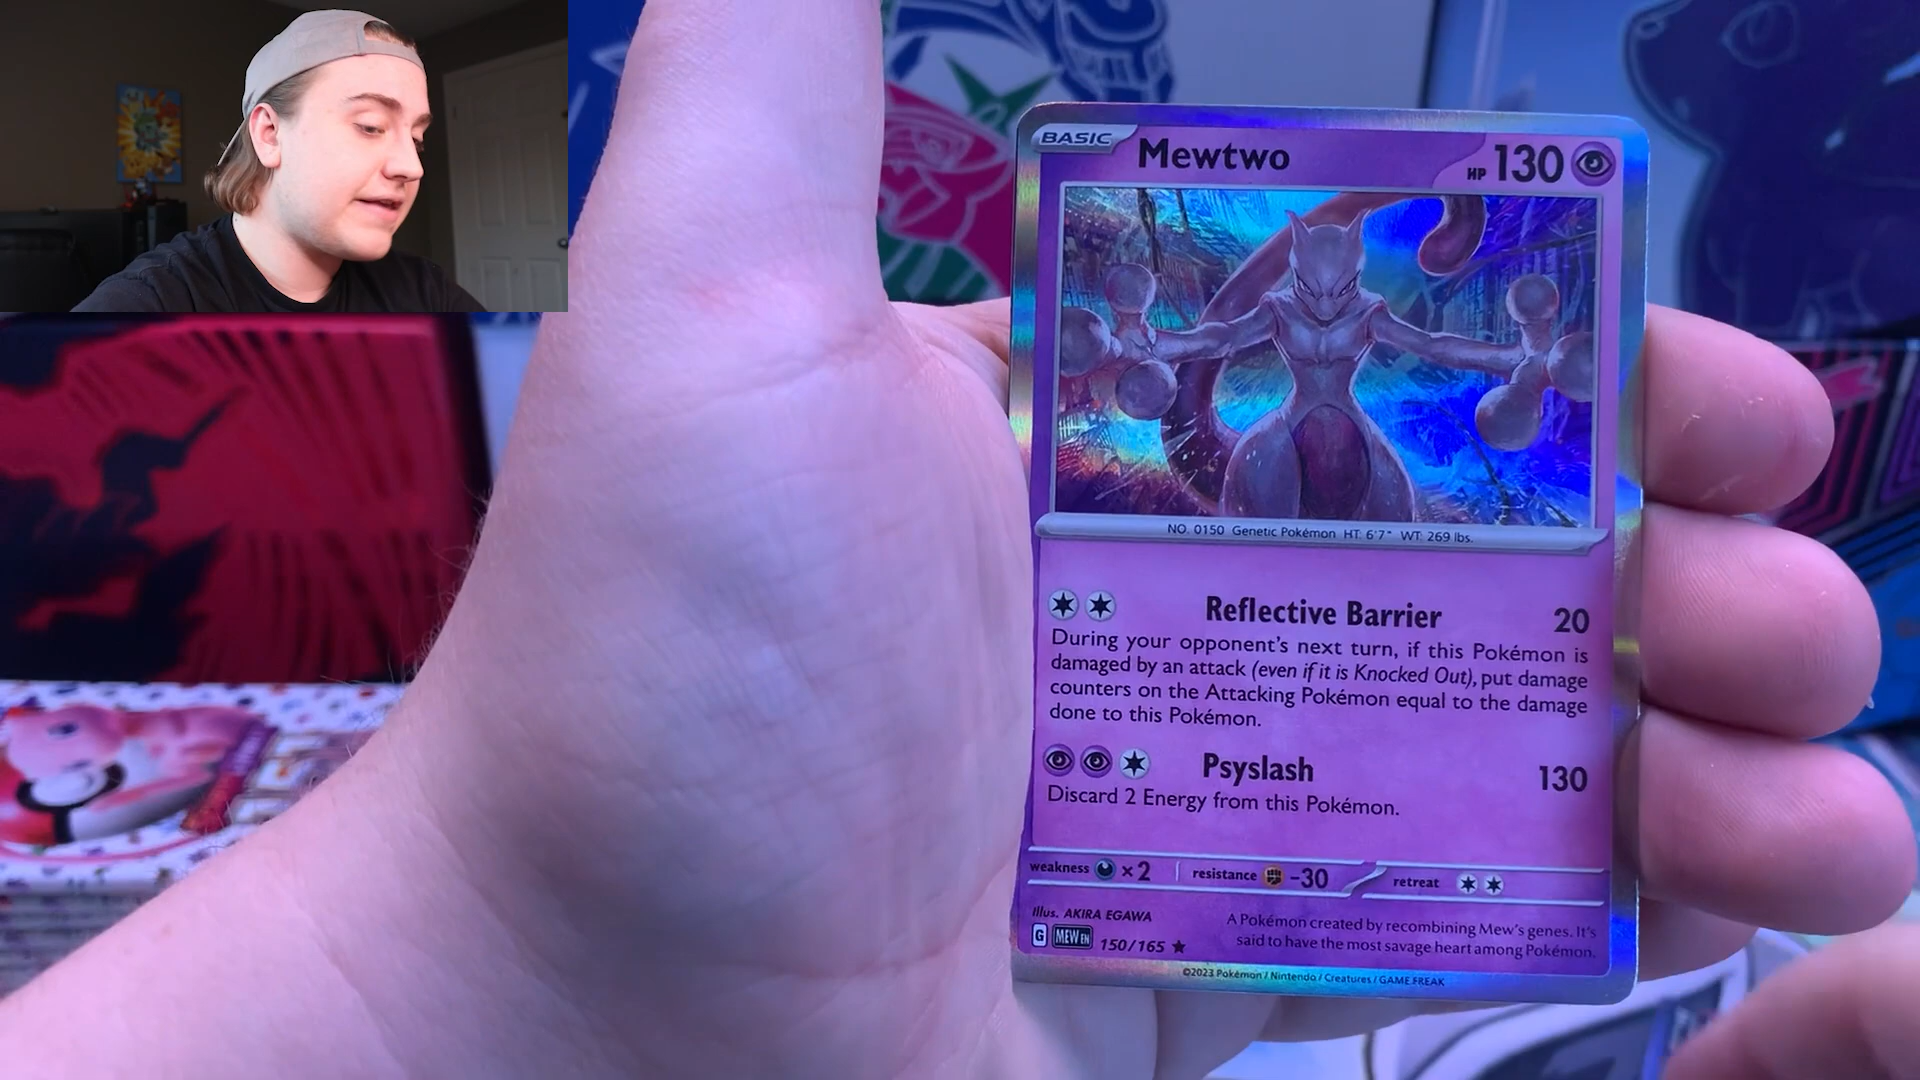 BASIC
Mewtwo
HP 130
NO. 0150 Genetic Pokémon HT: 6'7" WT: 269 lbs.
Reflective Barrier 20
During your opponent's next turn, if this Pokémon is
damaged by an attack (even if it is Knocked Out), put damage
counters on the Attacking Pokémon equal to the damage
done to this Pokémon.
Psyslash 130
Discard 2 Energy from this Pokémon.
weakness ×2 resistance -30 retreat
Illus. AKIRA EGAWA
G MEW EN 150/165 ★
A Pokémon created by recombining Mew's genes. It's
said to have the most savage heart among Pokémon.
©2023 Pokémon / Nintendo / Creatures / GAME FREAK